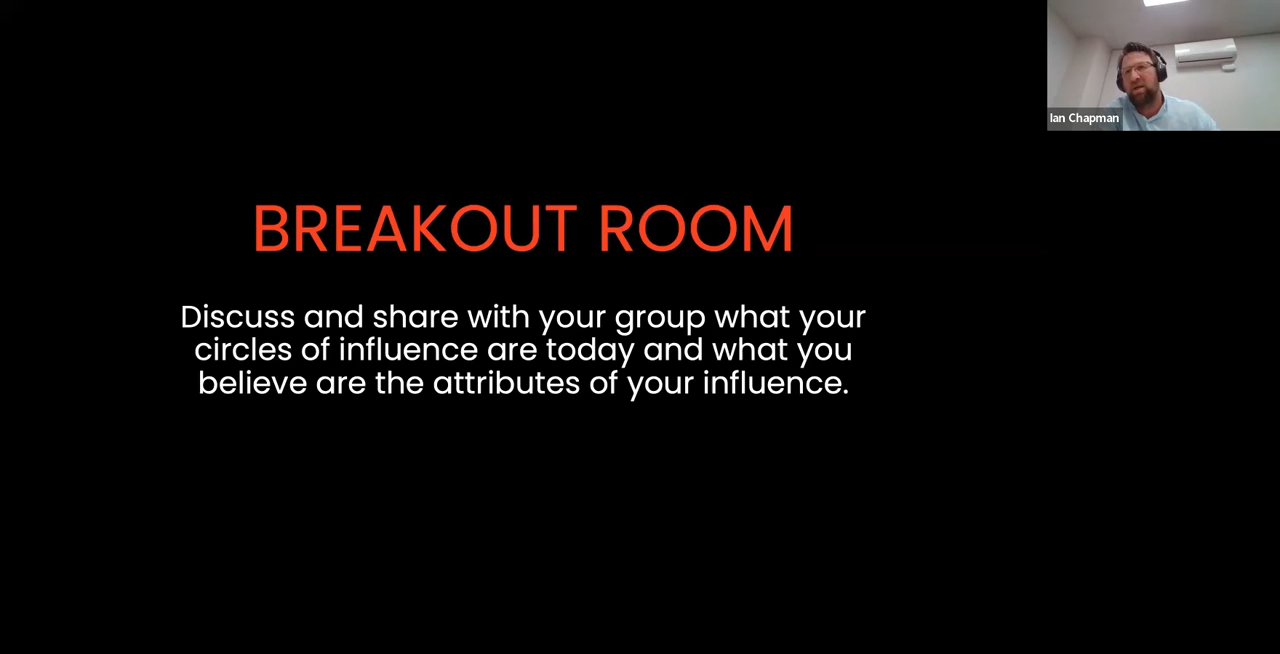 Ian Chapman
BREAKOUT ROOM
Discuss and share with your group what your
circles of influence are today and what you
believe are the attributes of your influence.